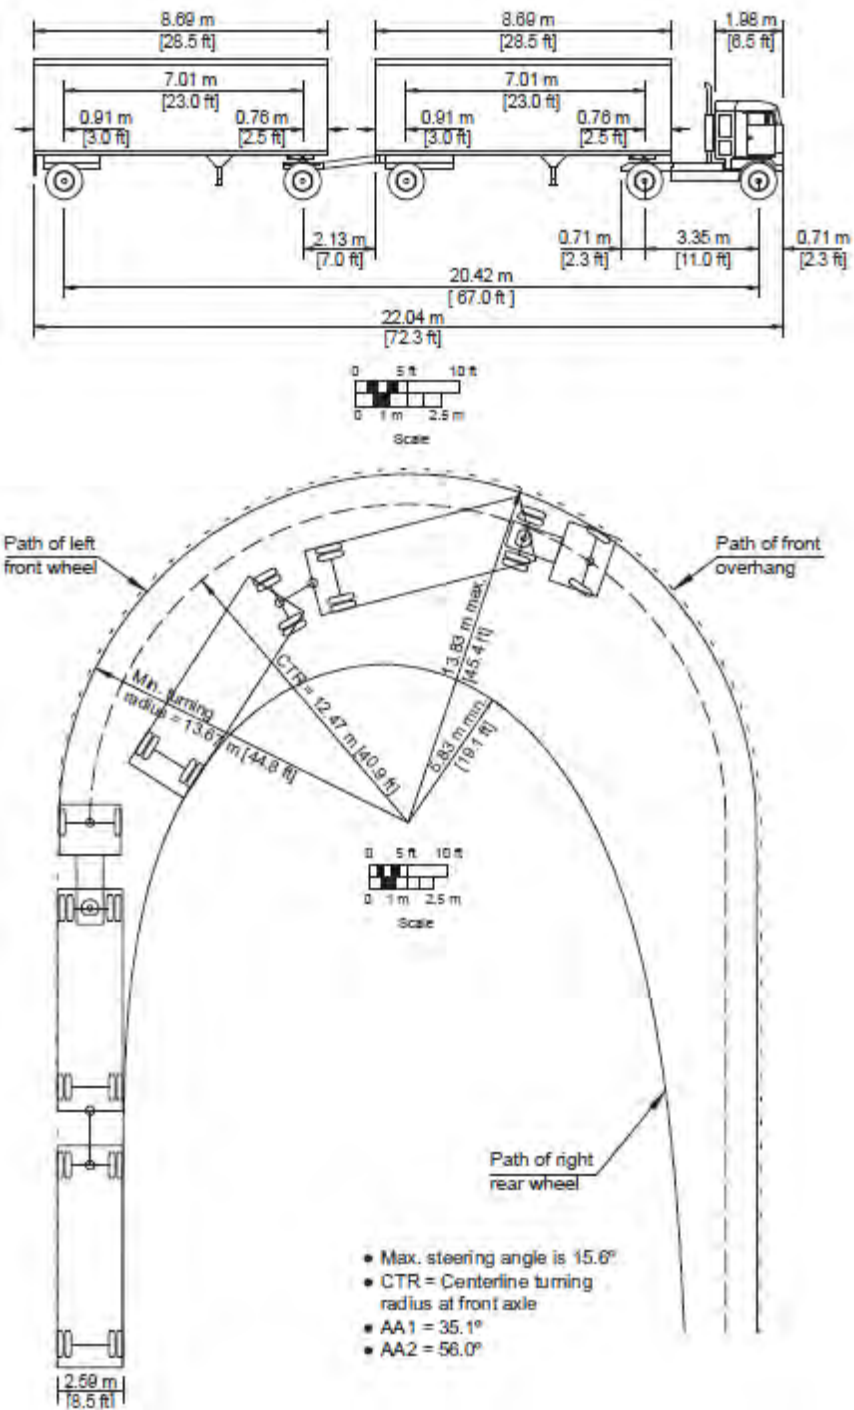 8.69 m
[28.5 ft]
8.69 m
[28.5 ft]
1.98 m
[6.5 ft]
7.01 m
[23.0 ft]
7.01 m
[23.0 ft]
0.91 m
[3.0 ft]
0.76 m
[2.5 ft]
0.91 m
[3.0 ft]
0.76 m
[2.5 ft]
2.13 m
[7.0 ft]
0.71 m
[2.3 ft]
3.35 m
[11.0 ft]
0.71 m
[2.3 ft]
20.42 m
[67.0 ft]
22.04 m
[72.3 ft]
0 5 ft 10 ft
0 1 m 2.5 m
Scale
Path of left
front wheel
Path of front
overhang
Min. turning
radius = 13.67 m [44.8 ft]
CTR = 12.47 m [40.9 ft]
13.83 m max.
[45.4 ft]
5.83 m min.
[19.1 ft]
0 5 ft 10 ft
0 1 m 2.5 m
Scale
Path of right
rear wheel
• Max. steering angle is 15.6º
• CTR = Centerline turning
radius at front axle
• AA1 = 35.1º
• AA2 = 56.0º
2.59 m
[8.5 ft]